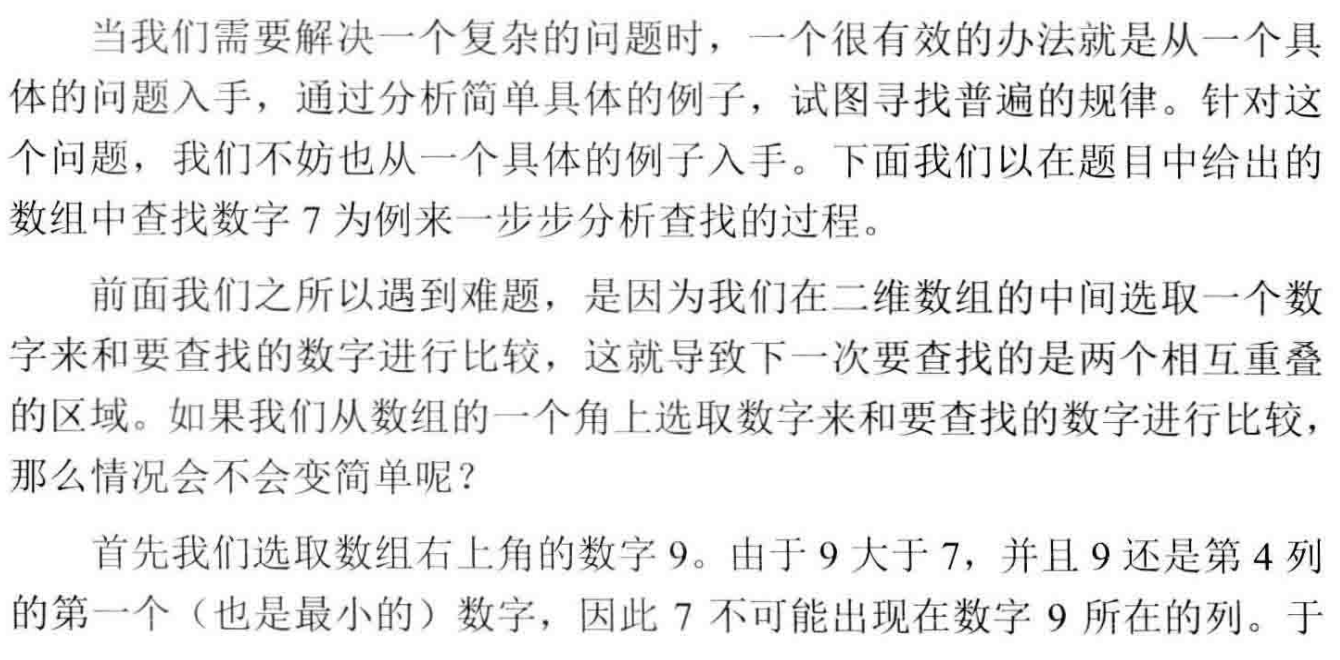 当我们需要解决一个复杂的问题时，一个很有效的办法就是从一个具
体的问题入手，通过分析简单具体的例子，试图寻找普遍的规律。针对这
个问题，我们不妨也从一个具体的例子入手。下面我们以在题目中给出的
数组中查找数字 7 为例来一步步分析查找的过程。
前面我们之所以遇到难题，是因为我们在二维数组的中间选取一个数
字来和要查找的数字进行比较，这就导致下一次要查找的是两个相互重叠
的区域。如果我们从数组的一个角上选取数字来和要查找的数字进行比较，
那么情况会不会变简单呢？
首先我们选取数组右上角的数字 9。由于 9 大于 7，并且 9 还是第 4 列
的第一个（也是最小的）数字，因此 7 不可能出现在数字 9 所在的列。于